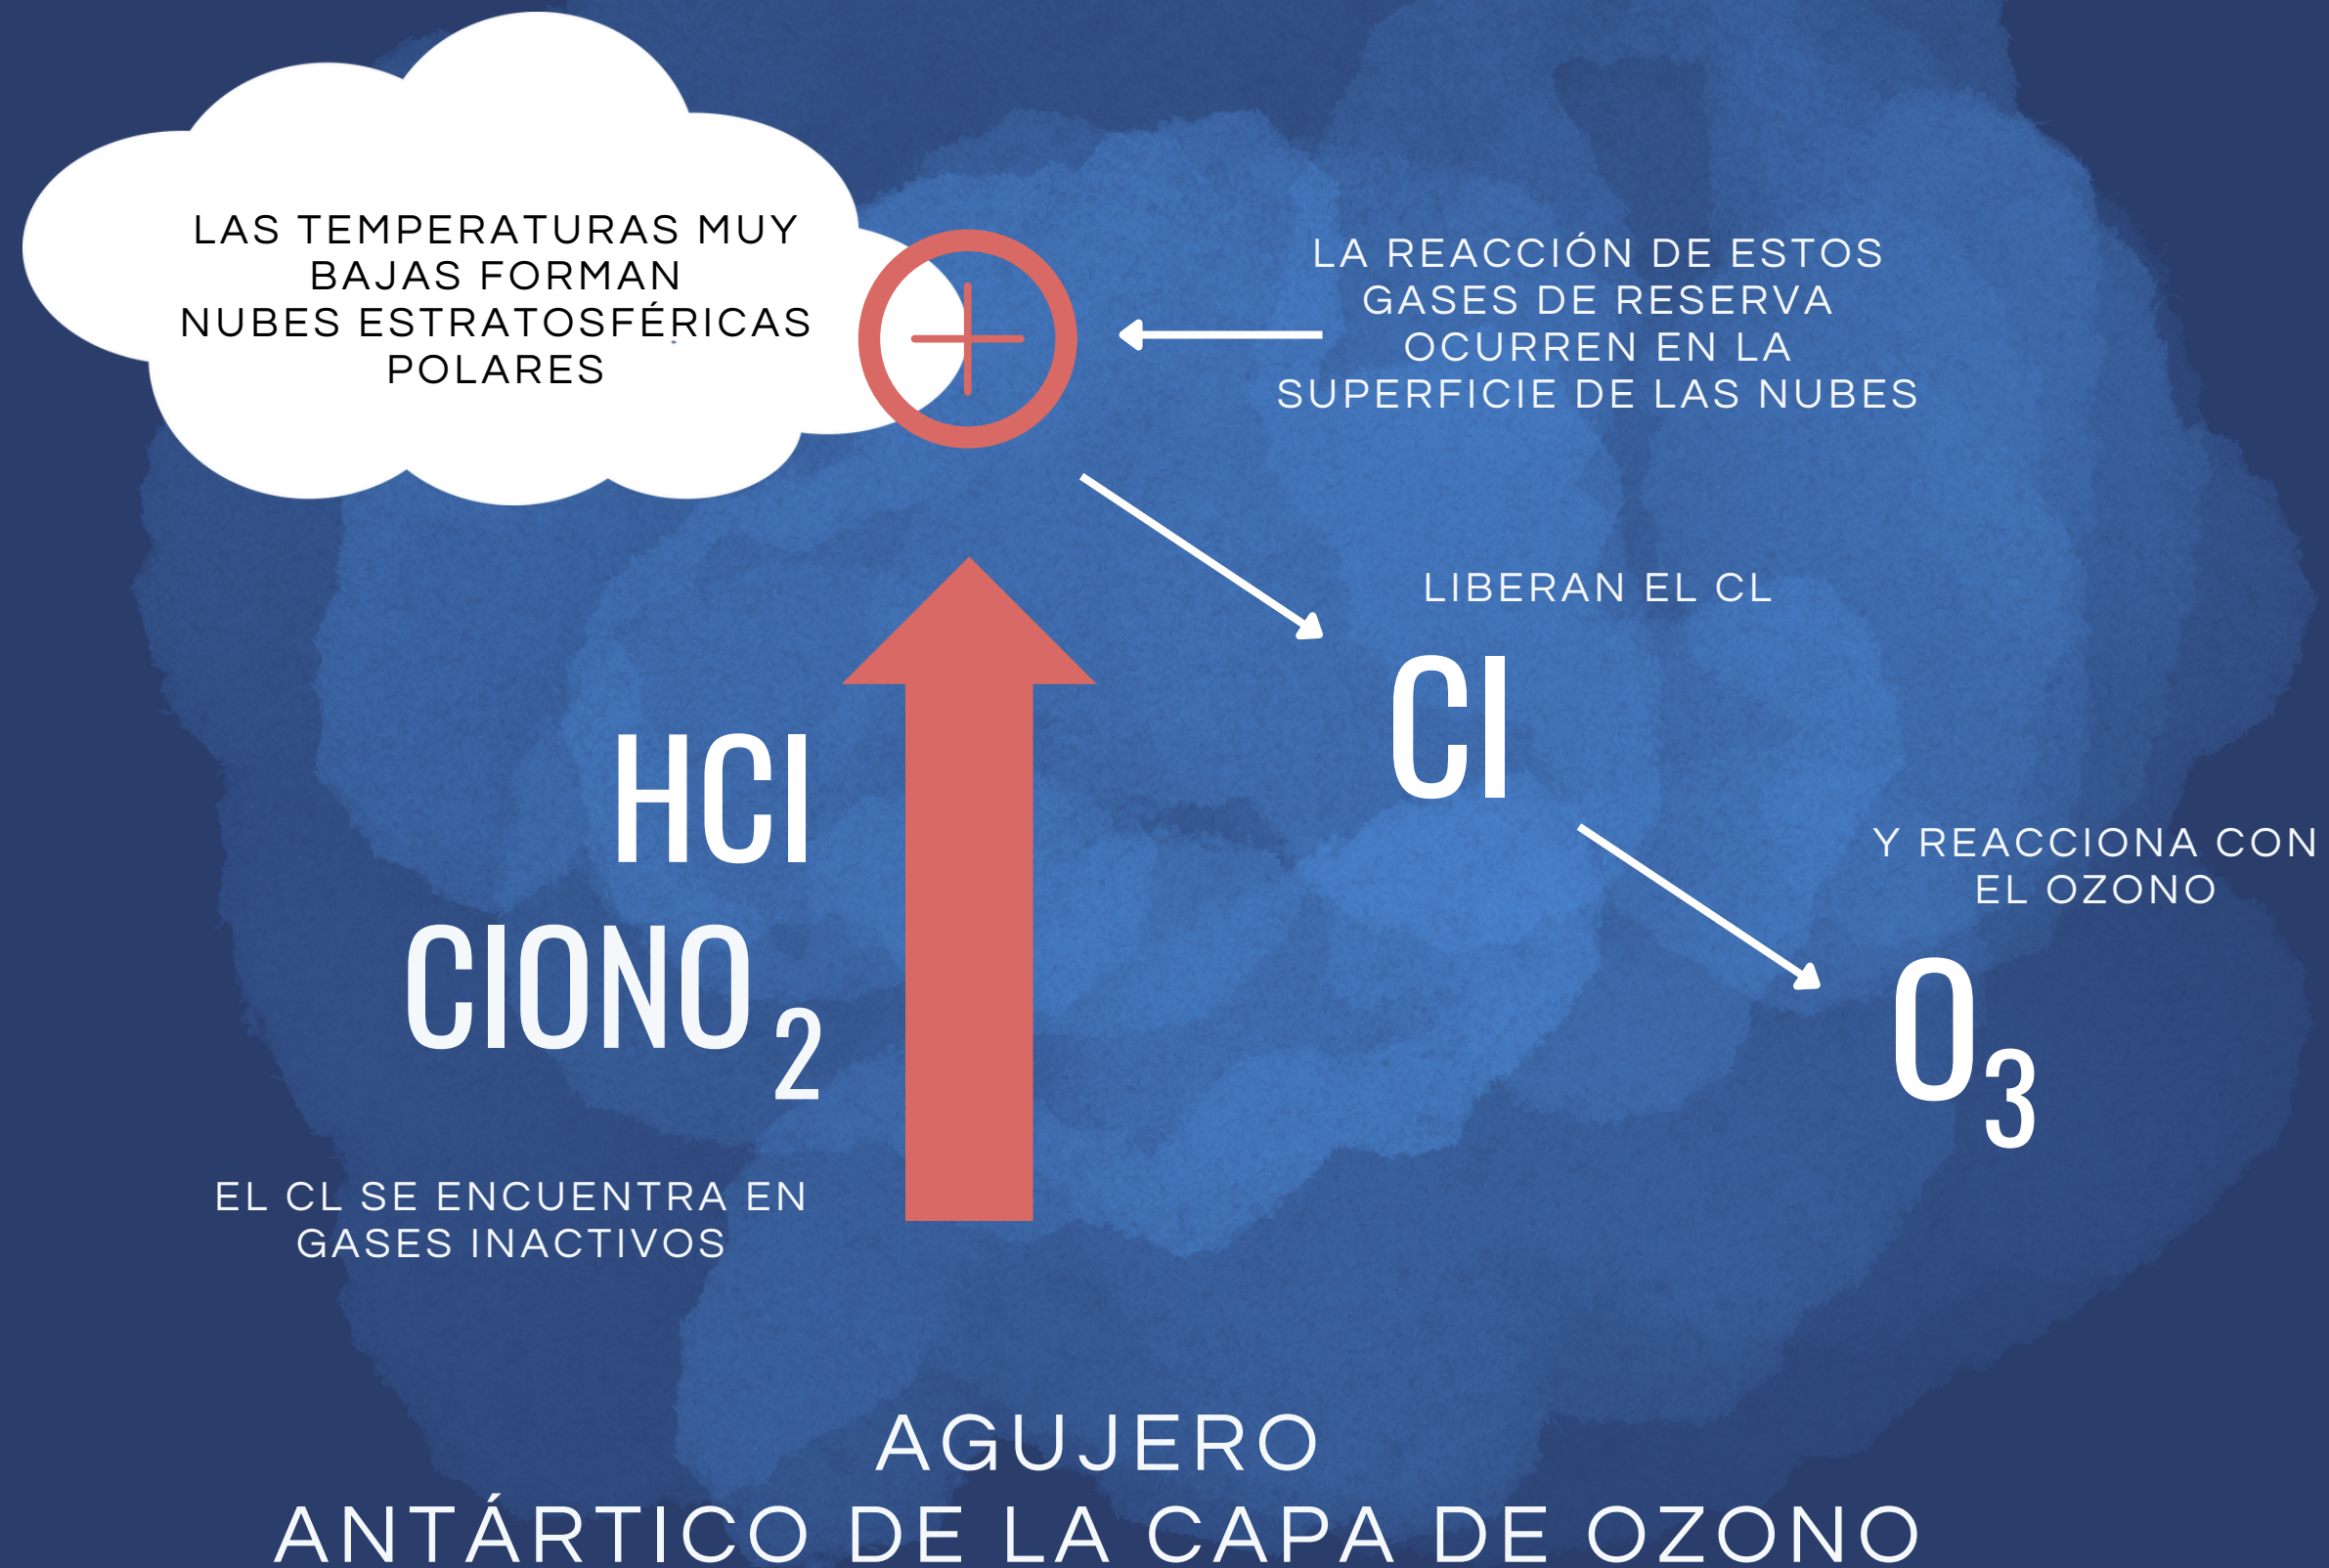 LAS TEMPERATURAS MUY
BAJAS FORMAN
NUBES ESTRATOSFÉRICAS
POLARES
LA REACCIÓN DE ESTOS
GASES DE RESERVA
OCURREN EN LA
SUPERFICIE DE LAS NUBES
LIBERAN EL CL
Cl
HCl
ClONO2
EL CL SE ENCUENTRA EN
GASES INACTIVOS
Y REACCIONA CON
EL OZONO
O3
AGUJERO
ANTÁRTICO DE LA CAPA DE OZONO